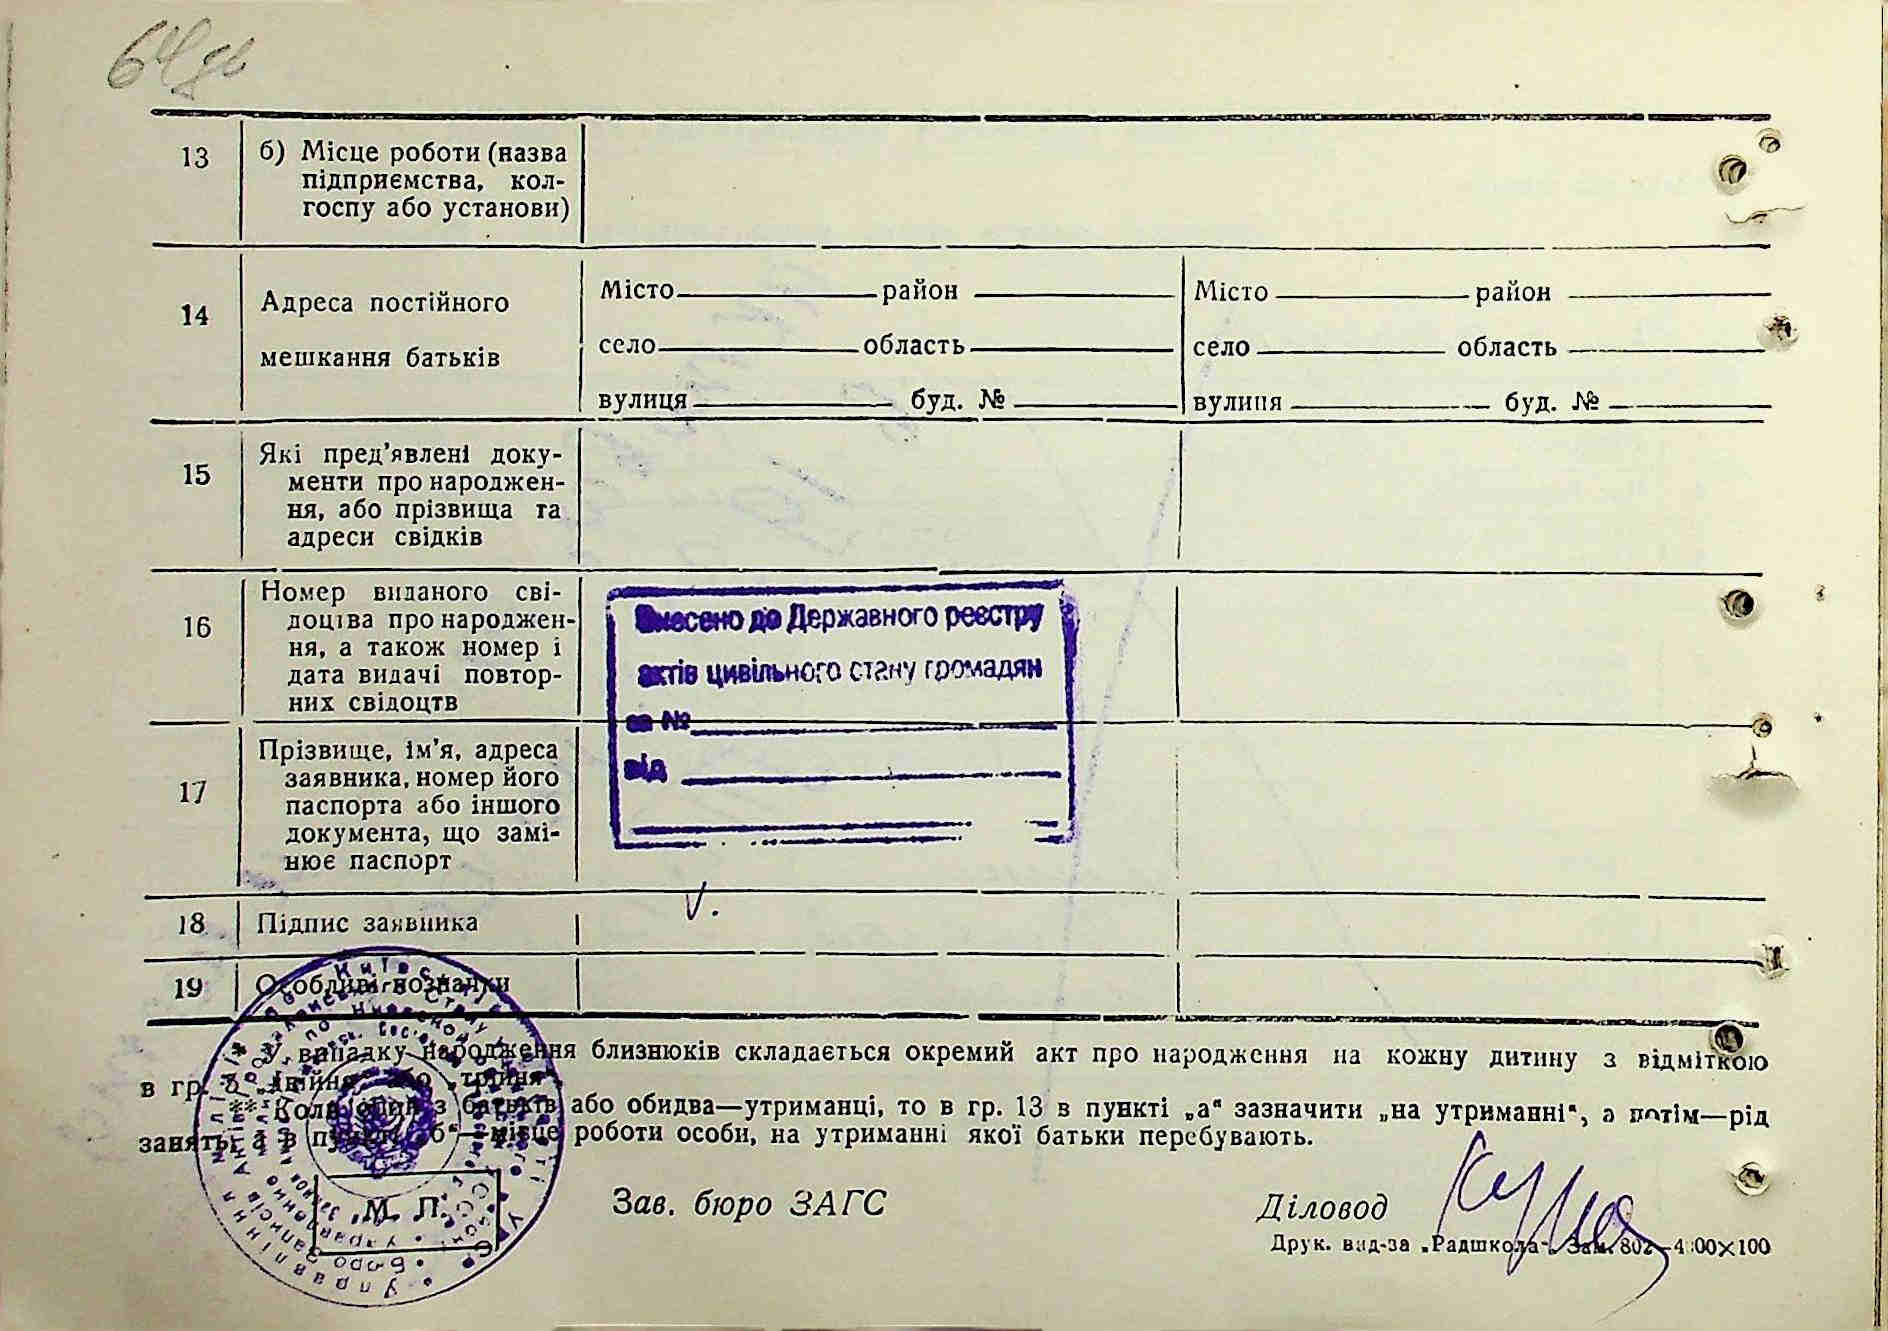 64
13
б) Місце роботи (назва
підприємства, кол-
госпу або установи)
14
Адреса постійного
мешкання батьків
Місто район
село область
вулиця буд. №
Місто район
село область
вулиця буд. №
15
Які пред'явлені доку-
менти про народжен-
ня, або прізвища та
адреси свідків
16
Номер виданого сві-
доцтва про народжен-
ня, а також номер і
дата видачі повтор-
них свідоцтв
Внесено до Державного реєстру
актів цивільного стану громадян
за №
від
17
Прізвище, ім'я, адреса
заявника, номер його
паспорта або іншого
документа, що замі-
нює паспорт
18
Підпис заявника
V.
19
Особливі позначки
* У випадку народження близнюків складається окремий акт про народження на кожну дитину з відміткою
в гр. 5 „двійня" або „трійня".
** Коли один з батьків або обидва—утриманці, то в гр. 13 в пункті „а" зазначити „на утриманні", а потім—рід
занять, а в пункті „б"—місце роботи особи, на утриманні якої батьки перебувають.
М. П.
Зав. бюро ЗАГС
Діловод
Друк. вид-за „Радшкола". Зам. 802